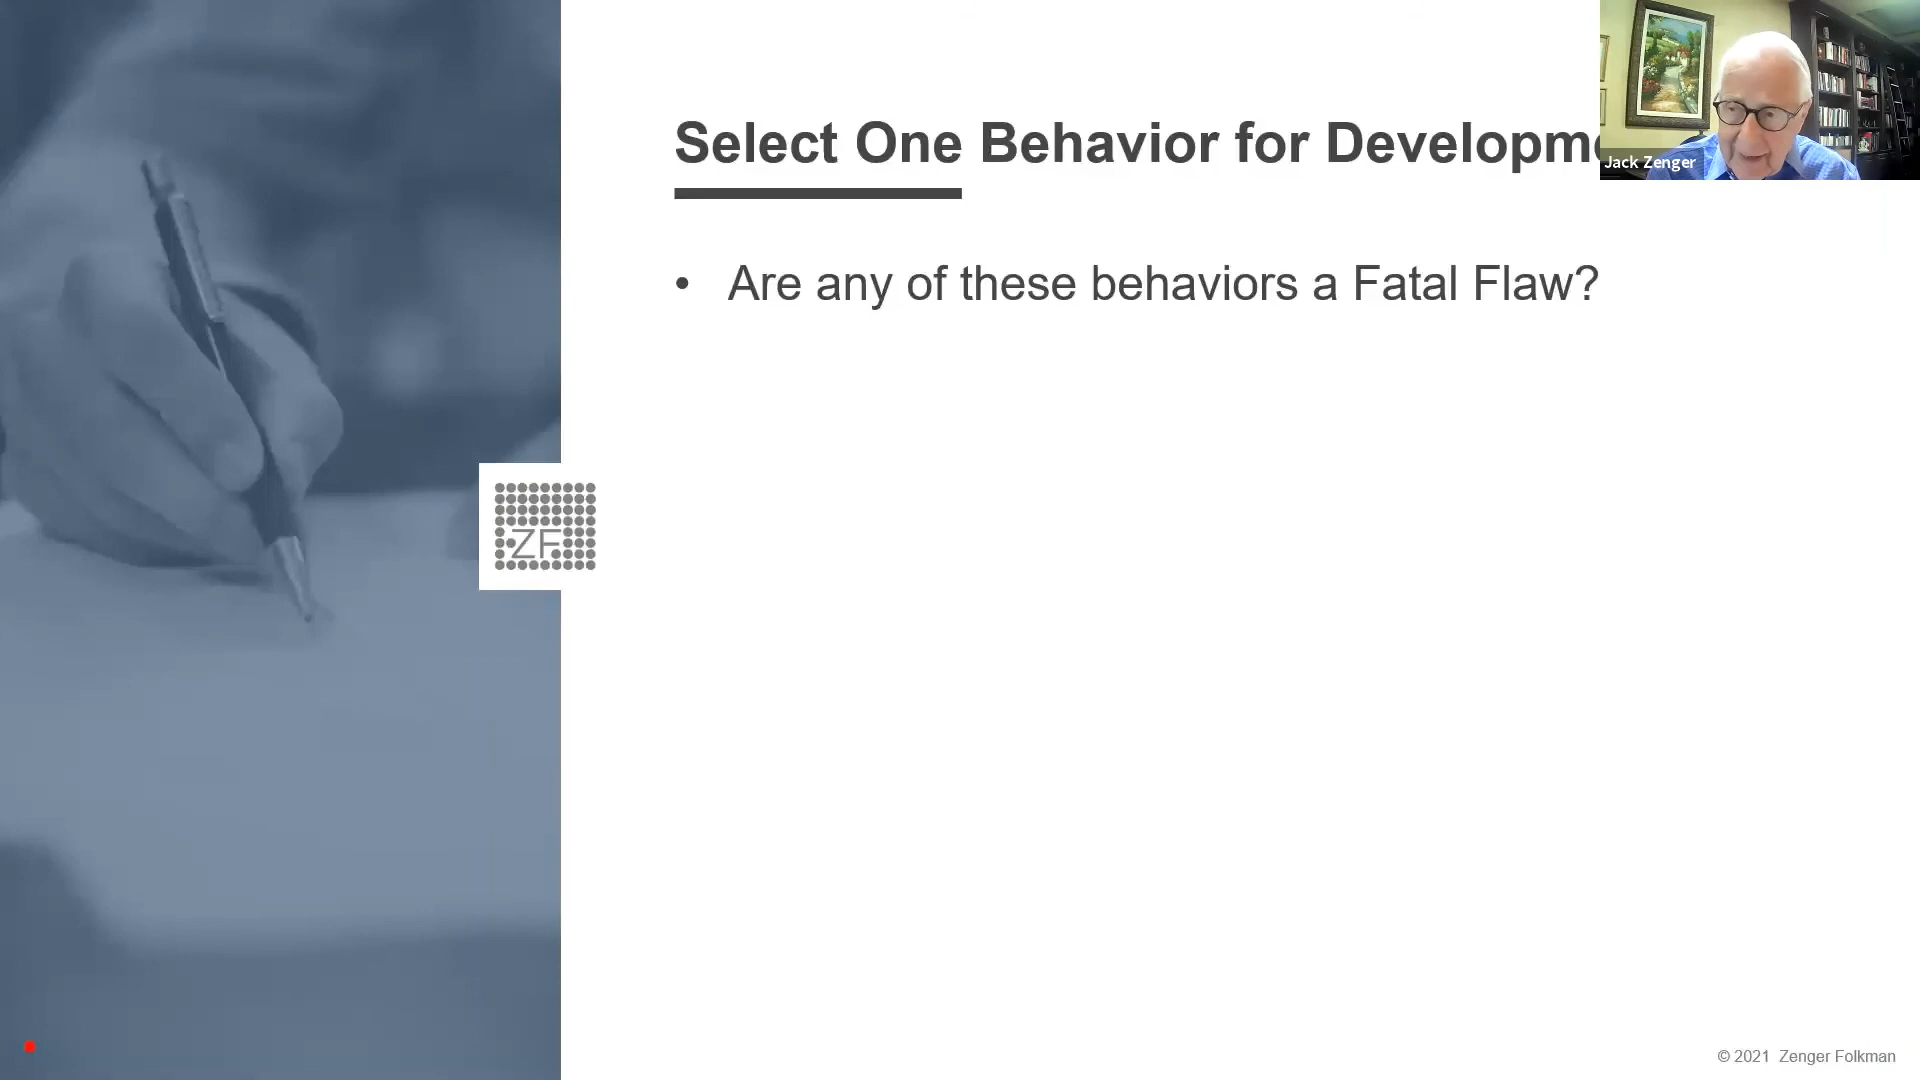 Select One Behavior for Developm
Jack Zenger
• Are any of these behaviors a Fatal Flaw?
ZF
© 2021 Zenger Folkman